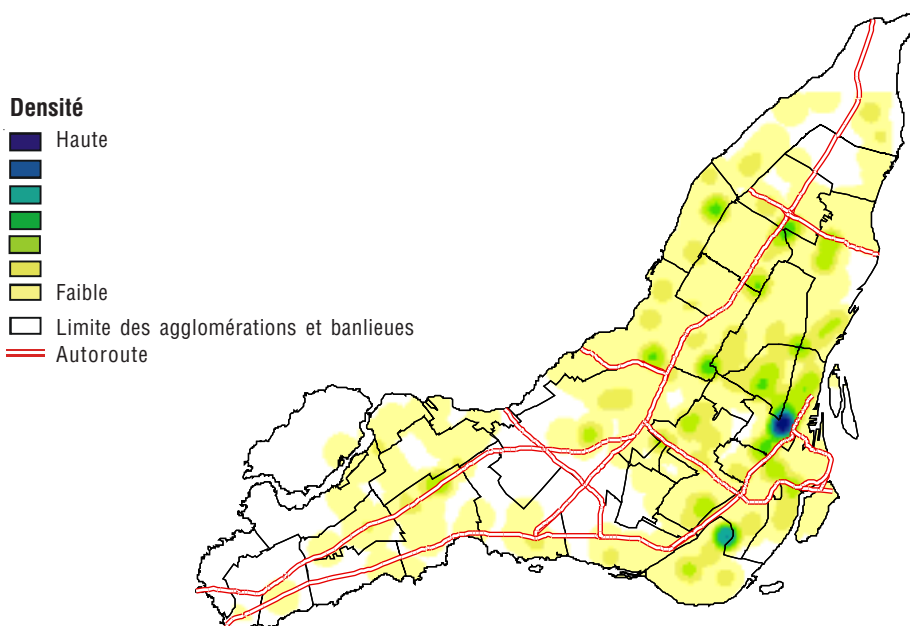 Densité
Haute
Faible
Limite des agglomérations et banlieues
Autoroute